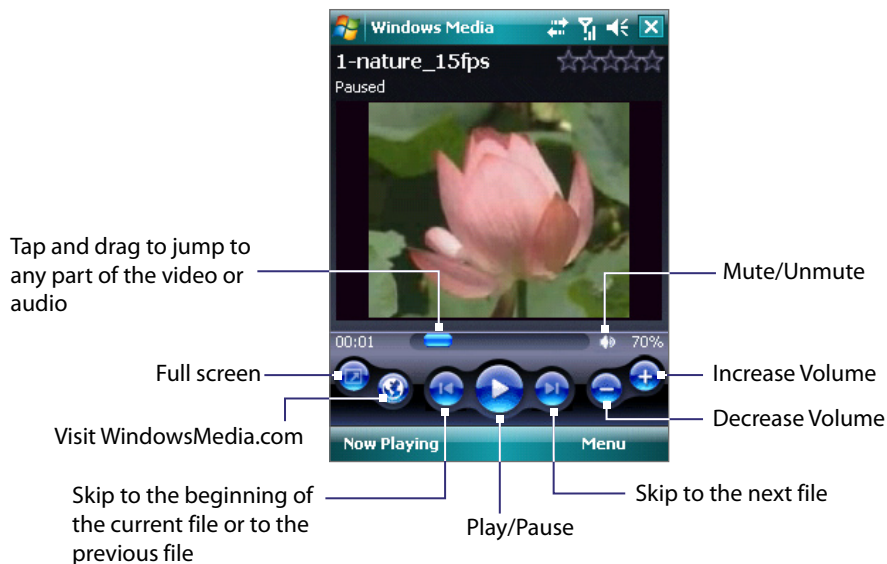 Windows Media
1-nature_15fps
Paused
Tap and drag to jump to
any part of the video or
audio
Mute/Unmute
00:01
70%
Full screen
Increase Volume
Decrease Volume
Visit WindowsMedia.com
Now Playing
Menu
Skip to the beginning of
the current file or to the
previous file
Play/Pause
Skip to the next file